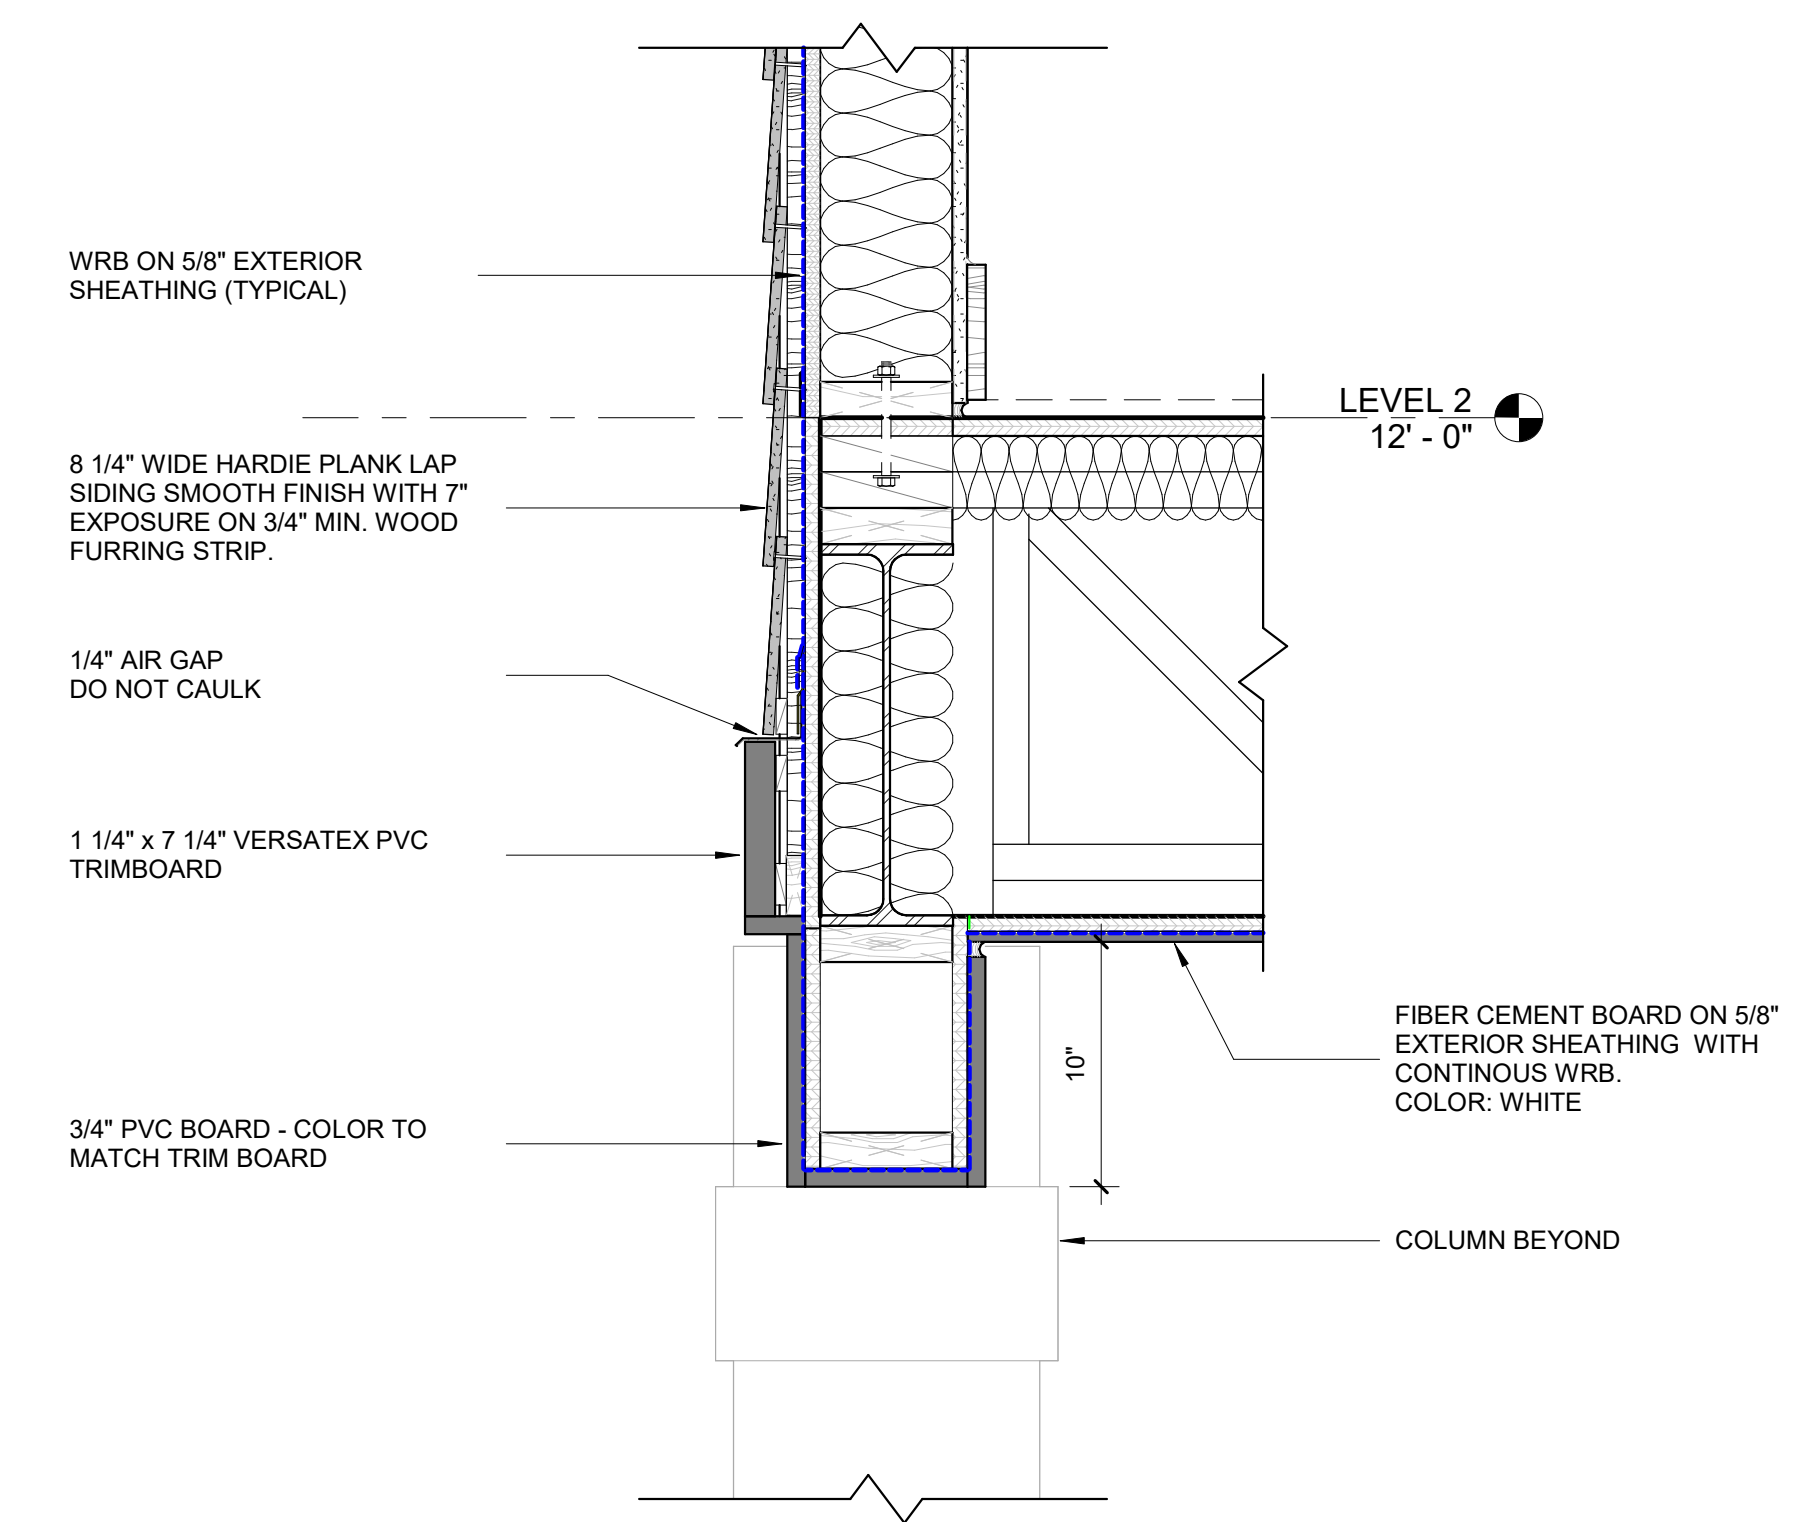 WRB ON 5/8" EXTERIOR
SHEATHING (TYPICAL)
LEVEL 2
12' - 0"
8 1/4" WIDE HARDIE PLANK LAP
SIDING SMOOTH FINISH WITH 7"
EXPOSURE ON 3/4" MIN. WOOD
FURRING STRIP.
1/4" AIR GAP
DO NOT CAULK
1 1/4" x 7 1/4" VERSATEX PVC
TRIMBOARD
FIBER CEMENT BOARD ON 5/8"
EXTERIOR SHEATHING WITH
CONTINOUS WRB.
COLOR: WHITE
10"
3/4" PVC BOARD - COLOR TO
MATCH TRIM BOARD
COLUMN BEYOND